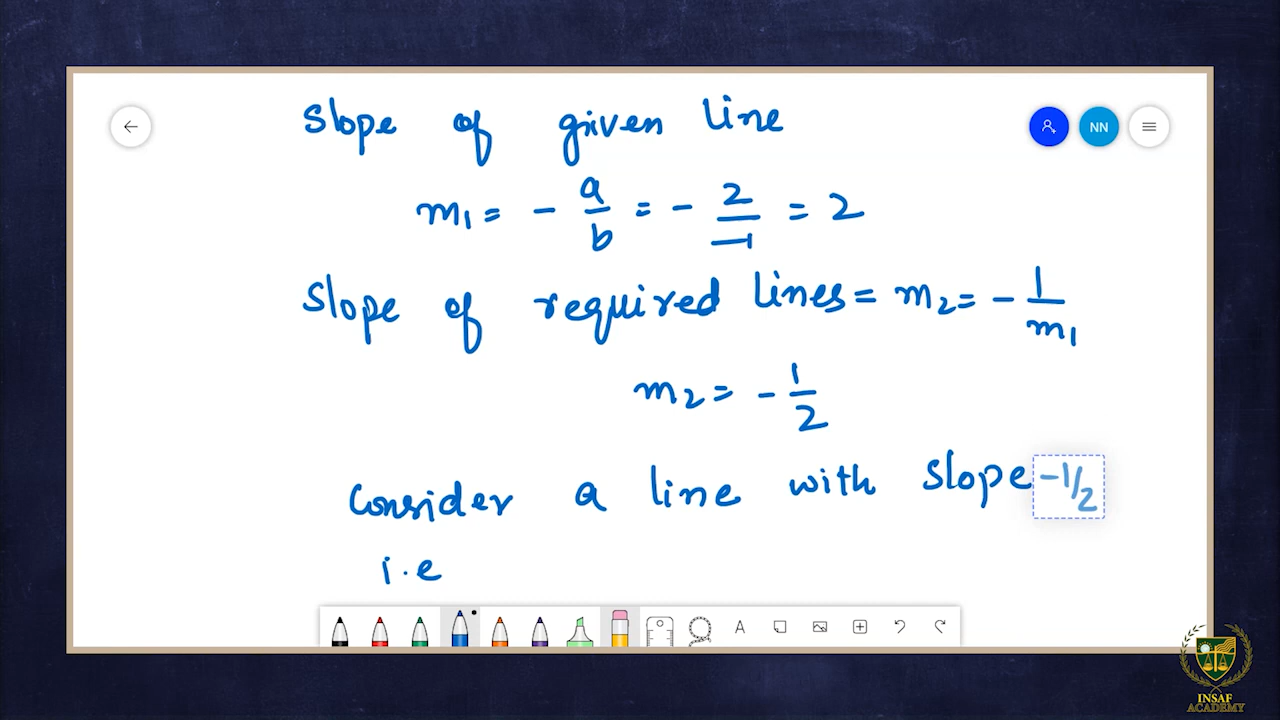 Slope of given line
NN
m₁ = - a/b = - 2/-1 = 2
Slope of required lines = m₂ = - 1/m₁
m₂ = - 1/2
Consider a line with slope -1/2
i.e
A
INSAF
ACADEMY